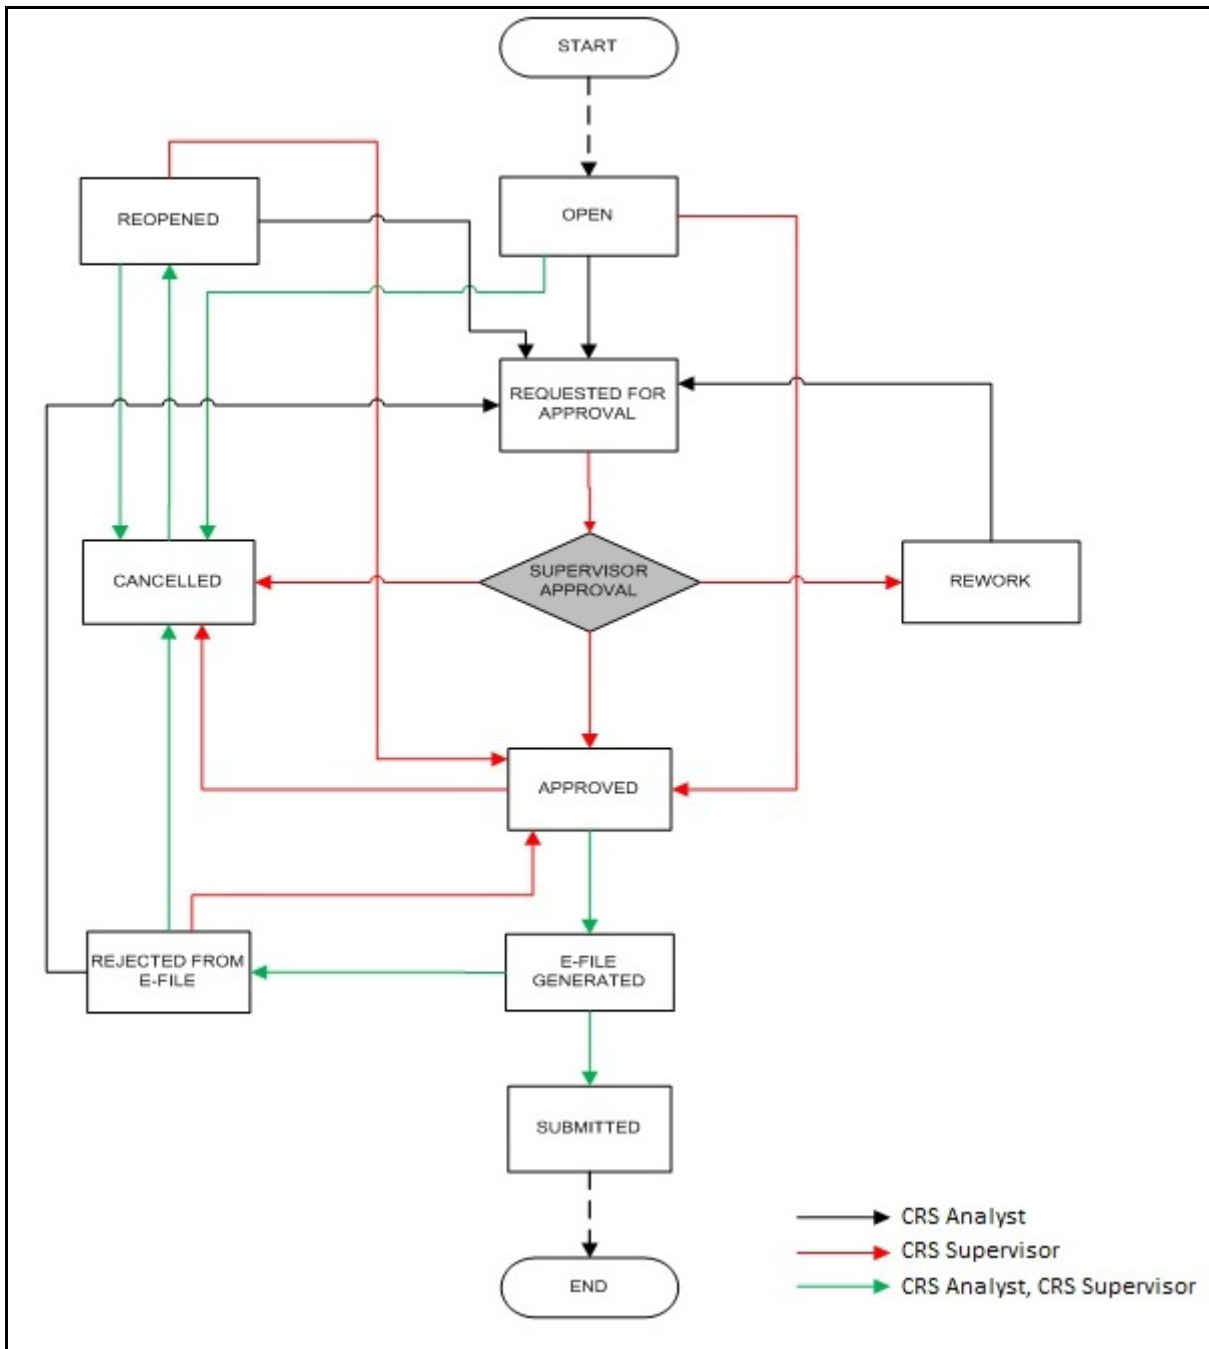 START
REOPENED
OPEN
REQUESTED FOR
APPROVAL
CANCELLED
SUPERVISOR
APPROVAL
REWORK
APPROVED
REJECTED FROM
E-FILE
E-FILE
GENERATED
SUBMITTED
CRS Analyst
CRS Supervisor
CRS Analyst, CRS Supervisor
END